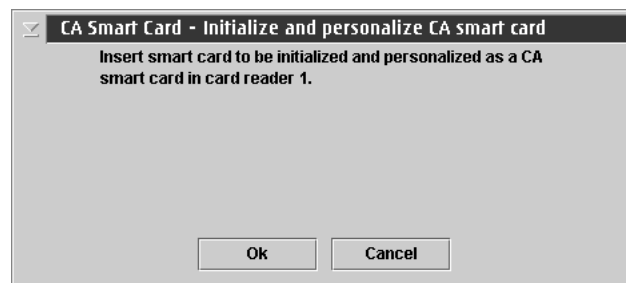 CA Smart Card - Initialize and personalize CA smart card
Insert smart card to be initialized and personalized as a CA
smart card in card reader 1.
Ok
Cancel